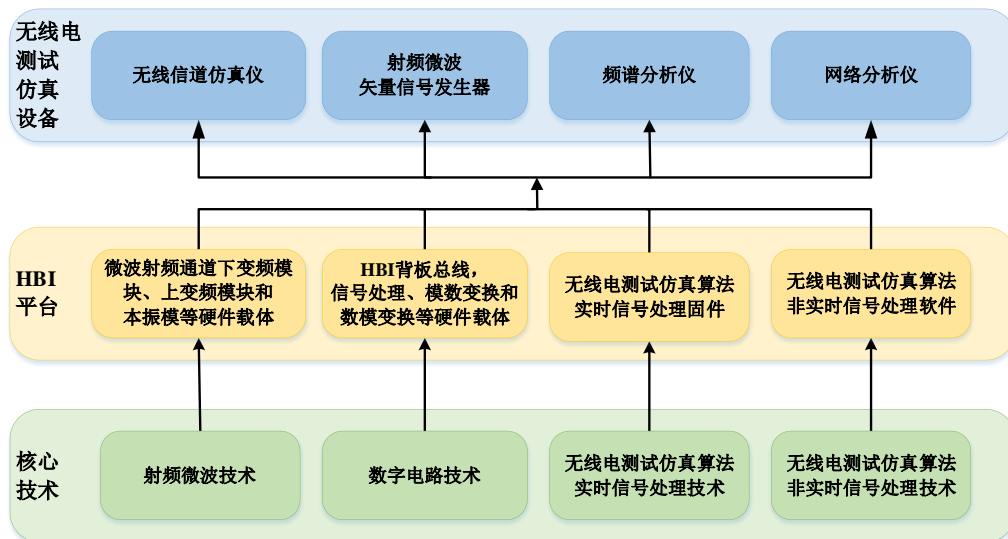 无线电
测试
仿真
设备
无线信道仿真仪
射频微波
矢量信号发生器
频谱分析仪
网络分析仪
HBI
平台
微波射频通道下变频模
块、上变频模块和
本振模等硬件载体
HBI背板总线，
信号处理、模数变换和
数模变换等硬件载体
无线电测试仿真算法
实时信号处理固件
无线电测试仿真算法
非实时信号处理软件
核心
技术
射频微波技术
数字电路技术
无线电测试仿真算法
实时信号处理技术
无线电测试仿真算法
非实时信号处理技术